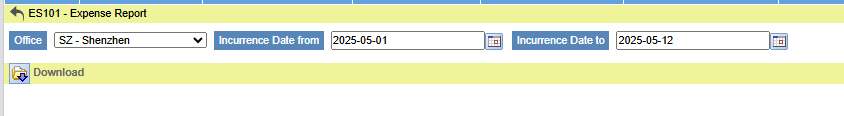 ES101 - Expense Report
Office SZ - Shenzhen Incurrence Date from 2025-05-01 Incurrence Date to 2025-05-12
Download